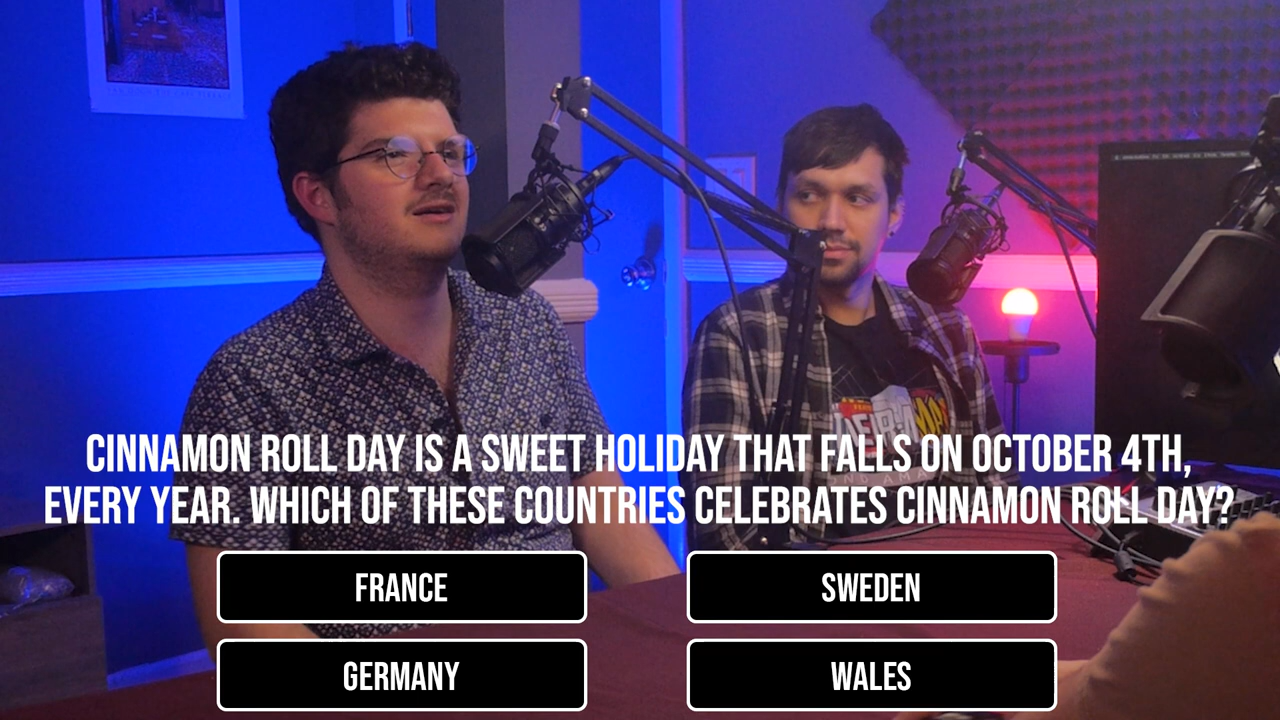 CINNAMON ROLL DAY IS A SWEET HOLIDAY THAT FALLS ON OCTOBER 4TH,
EVERY YEAR. WHICH OF THESE COUNTRIES CELEBRATES CINNAMON ROLL DAY?
FRANCE
SWEDEN
GERMANY
WALES